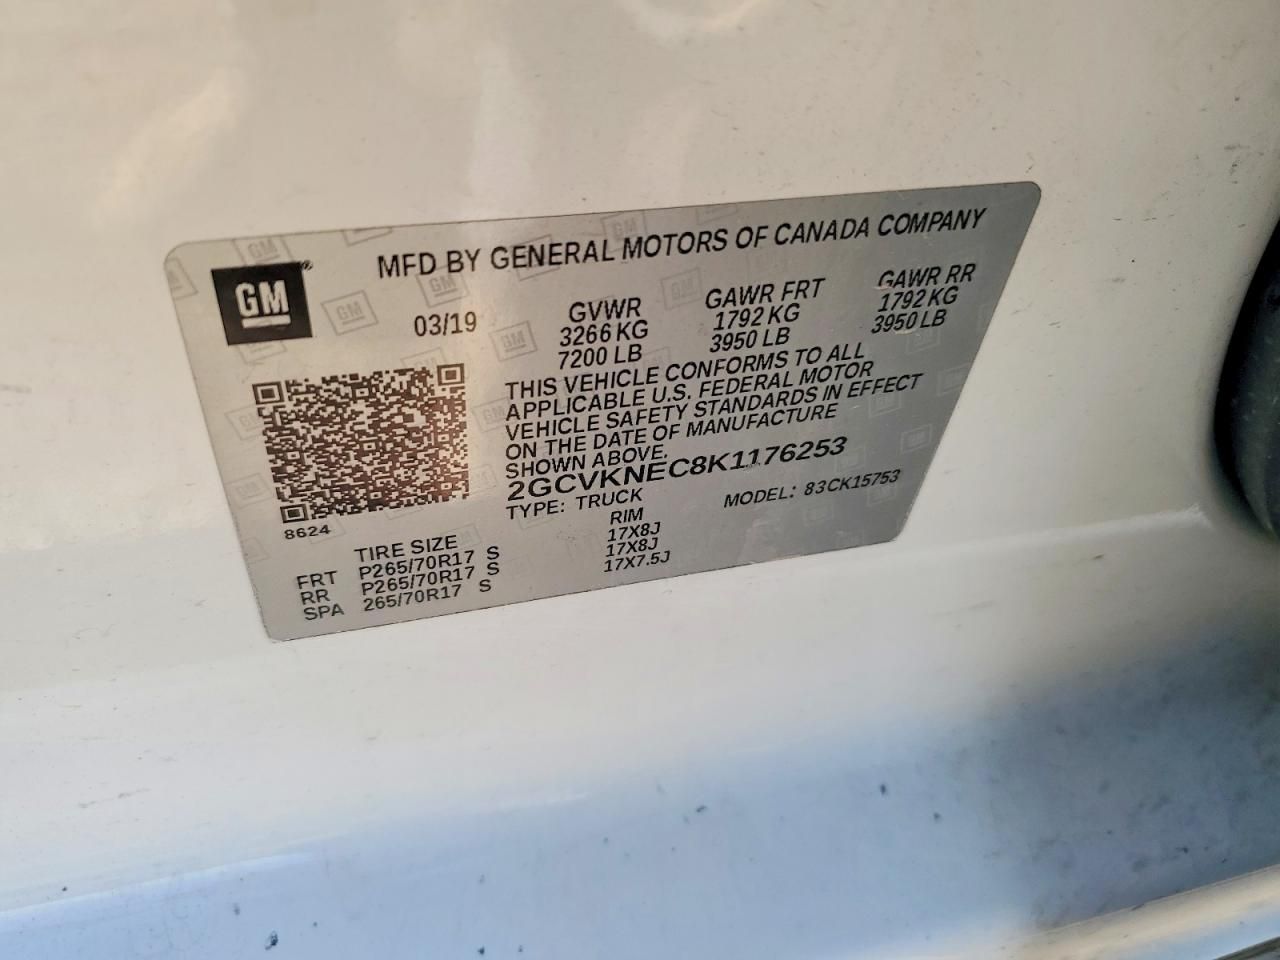 GM
MFD BY GENERAL MOTORS OF CANADA COMPANY
03/19
GVWR GAWR FRT GAWR RR
3266 KG 1792 KG 1792 KG
7200 LB 3950 LB 3950 LB
THIS VEHICLE CONFORMS TO ALL
APPLICABLE U.S. FEDERAL MOTOR
VEHICLE SAFETY STANDARDS IN EFFECT
ON THE DATE OF MANUFACTURE
SHOWN ABOVE.
2GCVKNEC8K1176253
TYPE: TRUCK MODEL: 83CK15753
8624
TIRE SIZE RIM
FRT P265/70R17 S 17X8J
RR P265/70R17 S 17X8J
SPA 265/70R17 S 17X7.5J